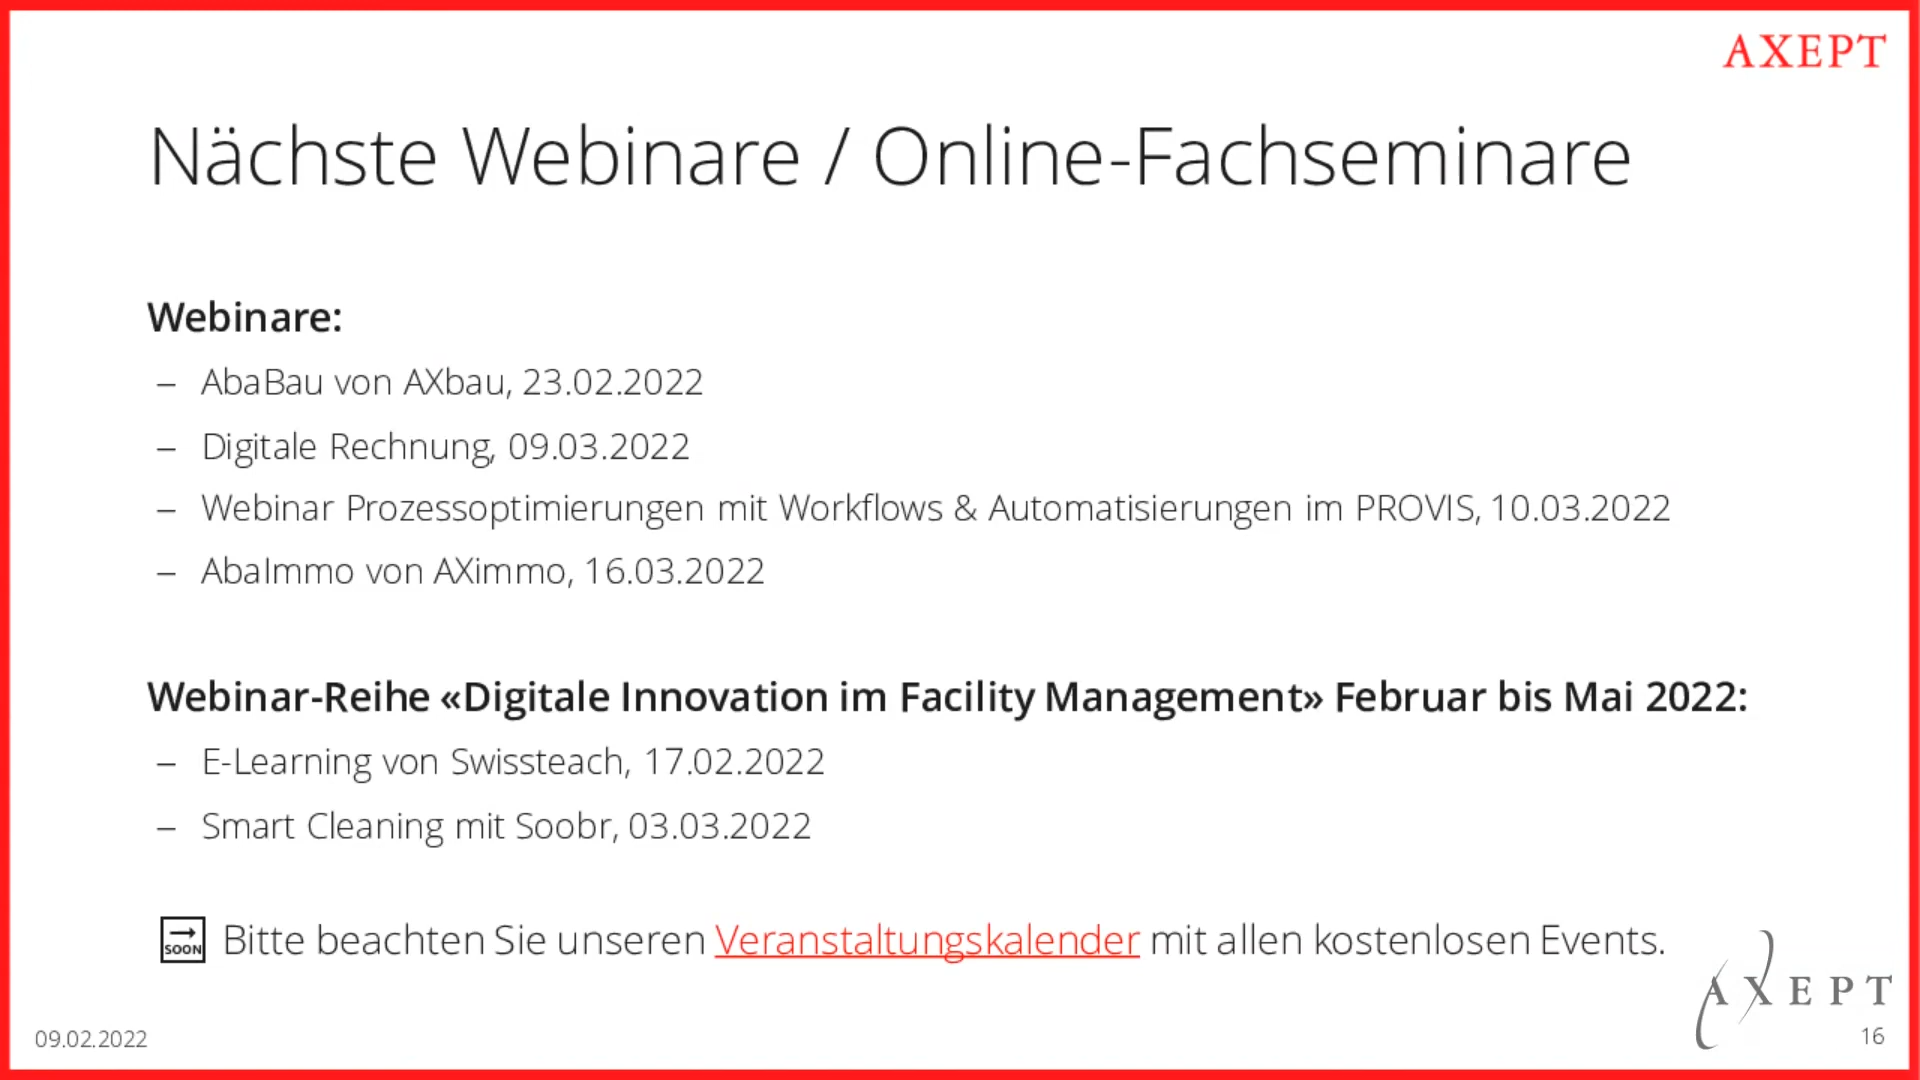 AXEPT
Nächste Webinare / Online-Fachseminare
Webinare:
– AbaBau von AXbau, 23.02.2022
– Digitale Rechnung, 09.03.2022
– Webinar Prozessoptimierungen mit Workflows & Automatisierungen im PROVIS, 10.03.2022
– AbaImmo von AXimmo, 16.03.2022
Webinar-Reihe «Digitale Innovation im Facility Management» Februar bis Mai 2022:
– E-Learning von Swissteach, 17.02.2022
– Smart Cleaning mit Soobr, 03.03.2022
SOON Bitte beachten Sie unseren Veranstaltungskalender mit allen kostenlosen Events.
AXEPT
09.02.2022
16